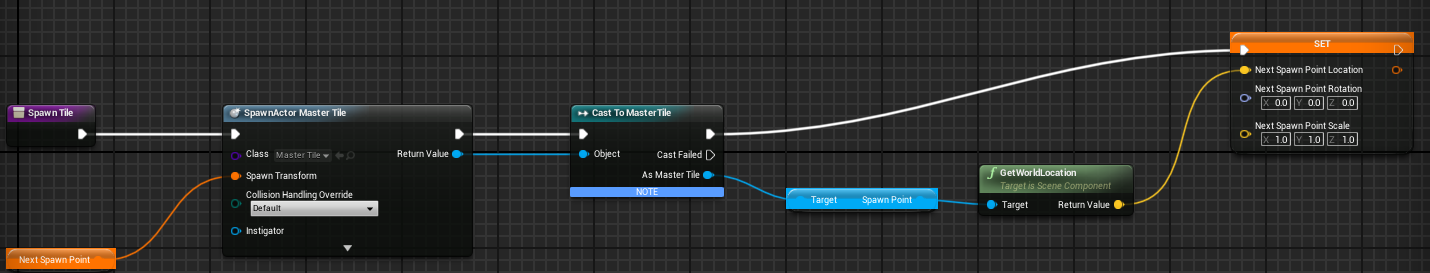 Spawn Tile
SpawnActor Master Tile
Class Master Tile Return Value
Spawn Transform
Collision Handling Override
Default
Instigator
Next Spawn Point
Cast To MasterTile
Object Cast Failed
As Master Tile
NOTE
Target Spawn Point
GetWorldLocation
Target is Scene Component
Target Return Value
SET
Next Spawn Point Location
Next Spawn Point Rotation
X 0.0 Y 0.0 Z 0.0
Next Spawn Point Scale
X 1.0 Y 1.0 Z 1.0